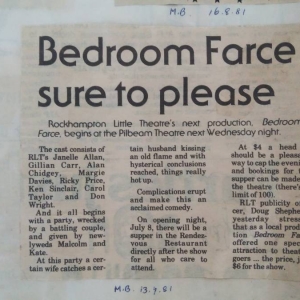 M.B 16.8.81
Bedroom Farce
sure to please
Rockhampron Little Theatre's next production, Bedroom
Farce, begins at the Pilbeam Theatre next Wednesday night.
The cast consists of
RLT's Janelle Allan,
Gillian Carr, Alan
Chidgey, Margie
Davies, Ricky Price,
Ken Sinclair, Carol
Taylor and Don
Wright.
And it all begins
with a party, wrecked
by a battling couple,
and given by newly-
lyweds Malcolm and
Kate.
At this party a cer-
tain wife catches a cer-
tain husband kissing
an old flame and with
hysterical conclusions
reached, things really
hot up.
Complications erupt
and make this an
acclaimed comedy.
On opening night,
July 8, there will be a
supper in the Rendez-
vous Restaurant
directly after the show
for all who care to
attend.
At $4 a head
should be a pleas
way to cap the even
and bookings for t
supper can be made
the theatre (there's
limit of 100).
RLT publicity o
cer, Doug Sheph
yesterday stress
that as a local prod
tion Bedroom Fa
offered one spec
attraction to theat
goers ... the price, j
$6 for the show.
M.B. 13.7.81